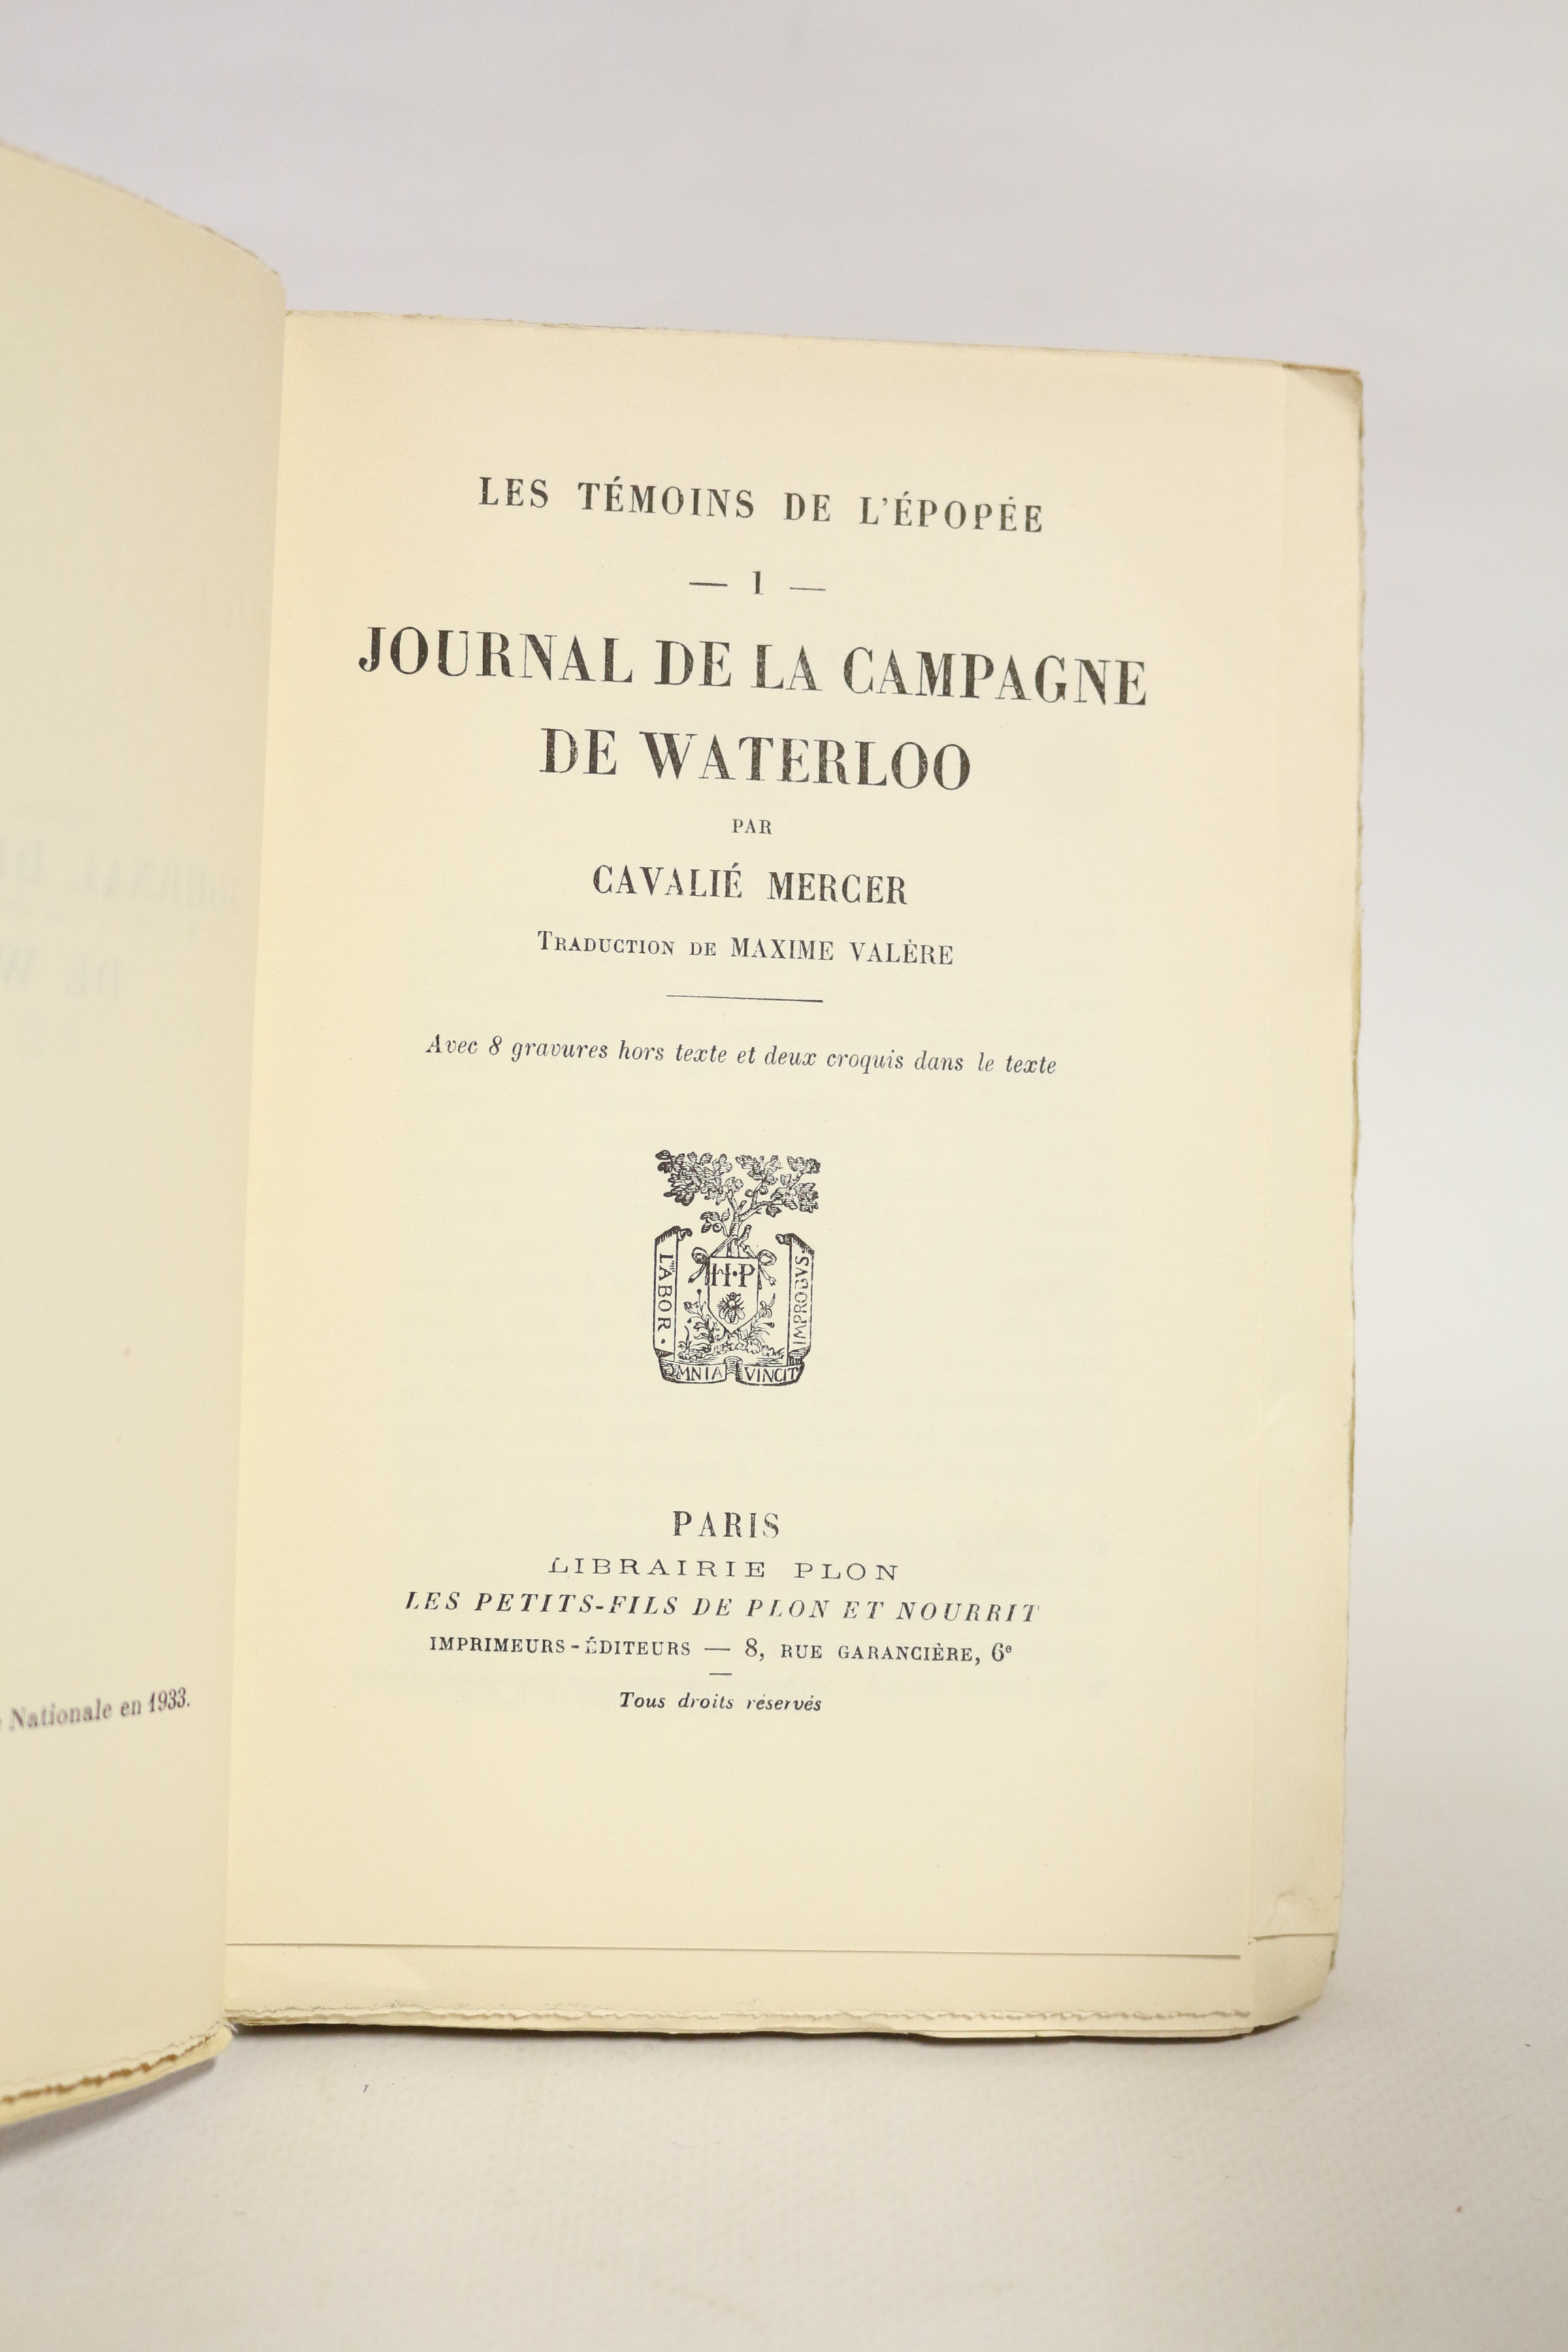 Nationale en 1933.
LES TÉMOINS DE L'ÉPOPÉE
— 1 —
JOURNAL DE LA CAMPAGNE
DE WATERLOO
PAR
CAVALIÉ MERCER
TRADUCTION DE MAXIME VALÈRE
Avec 8 gravures hors texte et deux croquis dans le texte
LABOR.
H·P
IMPROBVS
OMNIA VINCIT
PARIS
LIBRAIRIE PLON
LES PETITS-FILS DE PLON ET NOURRIT
IMPRIMEURS-ÉDITEURS — 8, RUE GARANCIÈRE, 6e
Tous droits réservés